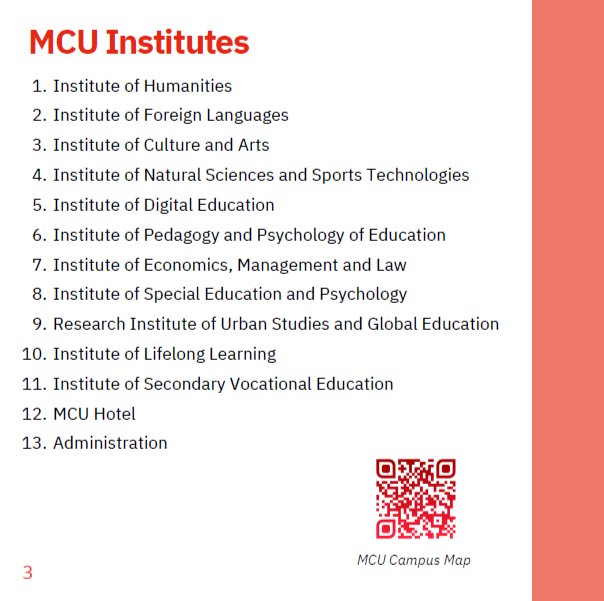 MCU Institutes
1. Institute of Humanities
2. Institute of Foreign Languages
3. Institute of Culture and Arts
4. Institute of Natural Sciences and Sports Technologies
5. Institute of Digital Education
6. Institute of Pedagogy and Psychology of Education
7. Institute of Economics, Management and Law
8. Institute of Special Education and Psychology
9. Research Institute of Urban Studies and Global Education
10. Institute of Lifelong Learning
11. Institute of Secondary Vocational Education
12. MCU Hotel
13. Administration
MCU Campus Map
3